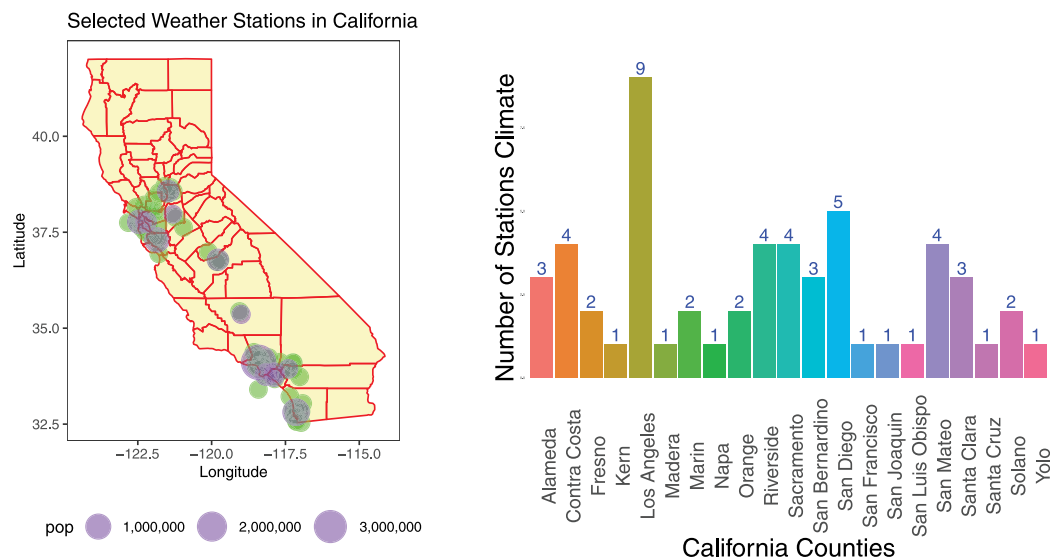 Selected Weather Stations in California
Latitude
40.0
37.5
35.0
32.5
−122.5 −120.0 −117.5 −115.0
Longitude
pop 1,000,000 2,000,000 3,000,000
Number of Stations Climate
3 4 2 1 9 1 2 1 2 4 4 3 5 1 1 1 4 3 1 2 1
Alameda
Contra Costa
Fresno
Kern
Los Angeles
Madera
Marin
Napa
Orange
Riverside
Sacramento
San Bernardino
San Diego
San Francisco
San Joaquin
San Luis Obispo
San Mateo
Santa Clara
Santa Cruz
Solano
Yolo
California Counties